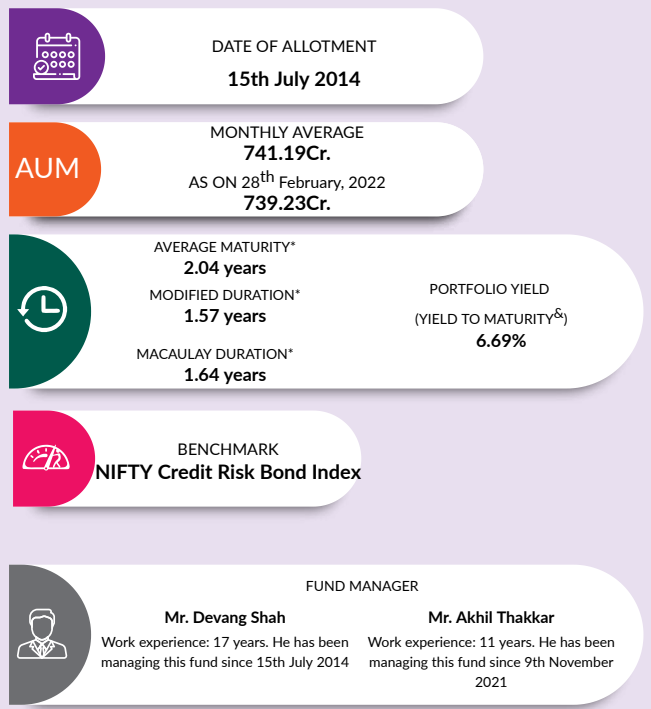 DATE OF ALLOTMENT
15th July 2014
AUM
MONTHLY AVERAGE
741.19Cr.
AS ON 28th February, 2022
739.23Cr.
AVERAGE MATURITY*
2.04 years
MODIFIED DURATION*
1.57 years
MACAULAY DURATION*
1.64 years
PORTFOLIO YIELD
(YIELD TO MATURITY&)
6.69%
BENCHMARK
NIFTY Credit Risk Bond Index
FUND MANAGER
Mr. Devang Shah
Work experience: 17 years. He has been
managing this fund since 15th July 2014
Mr. Akhil Thakkar
Work experience: 11 years. He has been
managing this fund since 9th November
2021